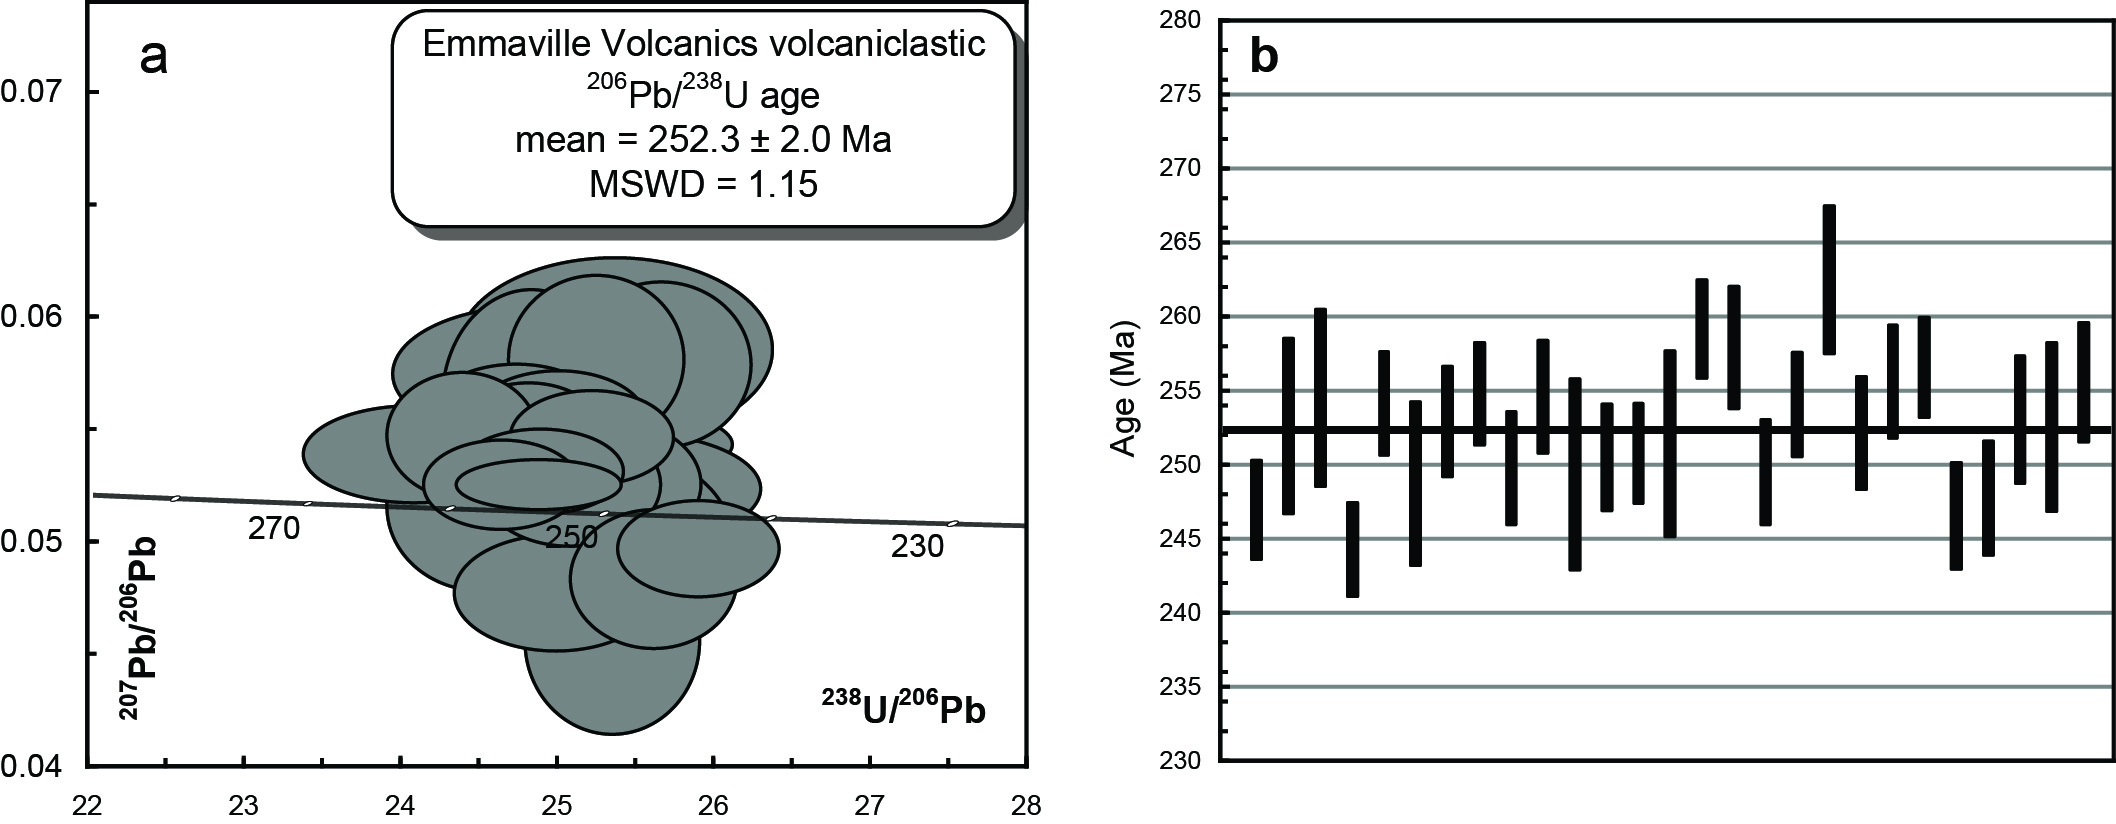 a
Emmaville Volcanics volcaniclastic
²⁰⁶Pb/²³⁸U age
mean = 252.3 ± 2.0 Ma
MSWD = 1.15
0.07
0.06
0.05
0.04
270
250
230
²⁰⁷Pb/²⁰⁶Pb
²³⁸U/²⁰⁶Pb
22 23 24 25 26 27 28
b
Age (Ma)
280
275
270
265
260
255
250
245
240
235
230